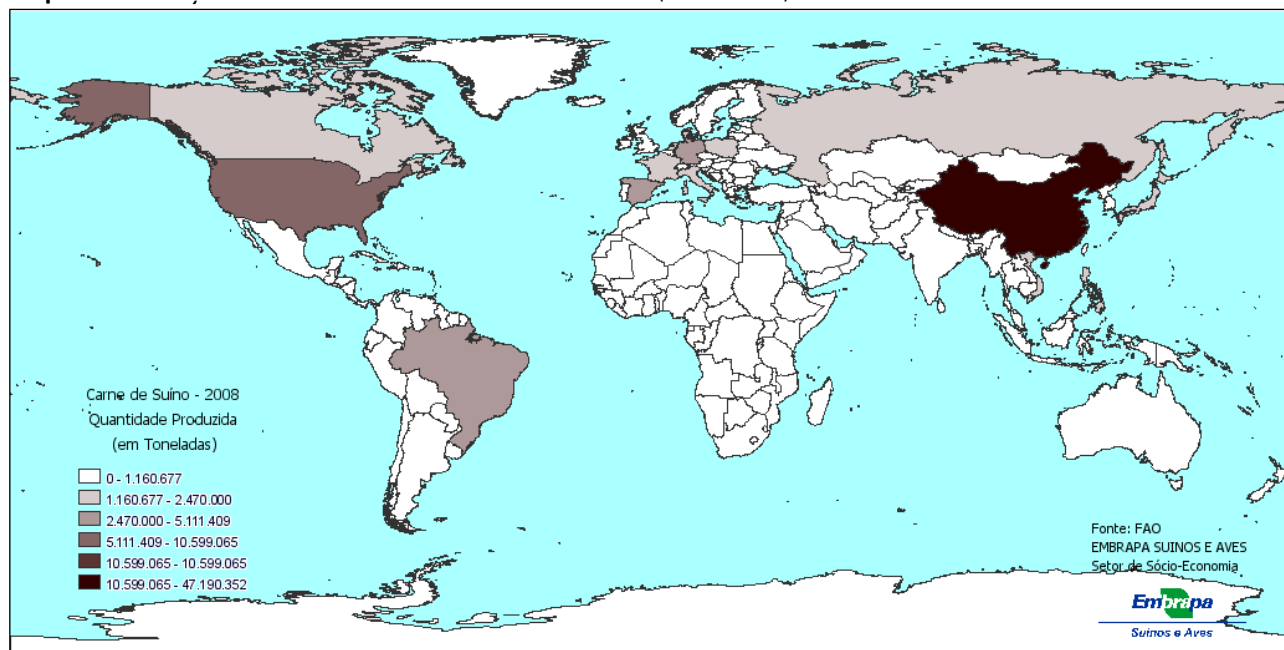 Carne de Suíno - 2008
Quantidade Produzida
(em Toneladas)
0 - 1.160.677
1.160.677 - 2.470.000
2.470.000 - 5.111.409
5.111.409 - 10.599.065
10.599.065 - 10.599.065
10.599.065 - 47.190.352
Fonte: FAO
EMBRAPA SUINOS E AVES
Setor de Sócio-Economia
Embrapa
Suínos e Aves